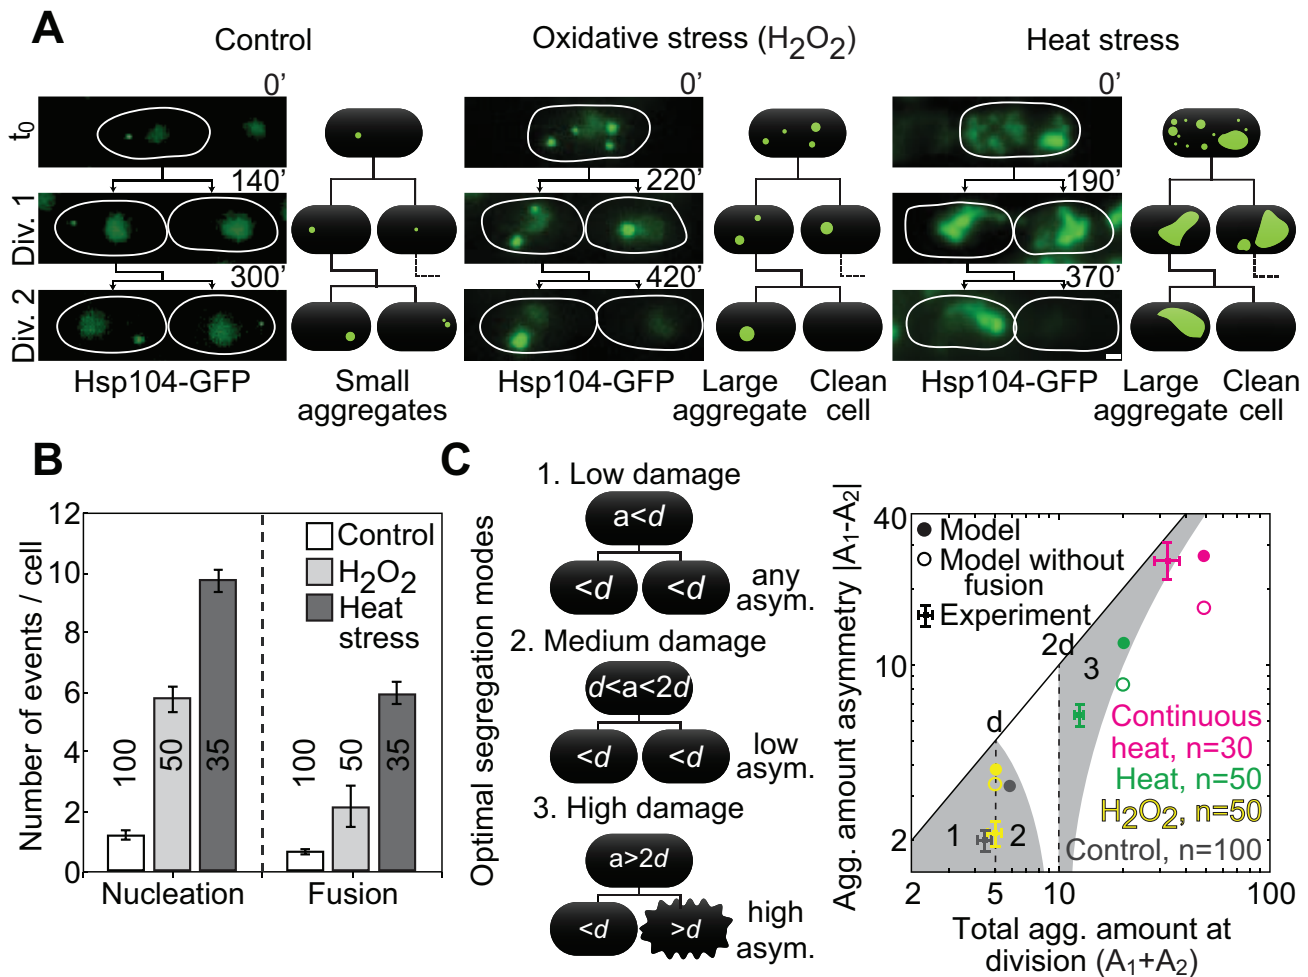 A
Control
Oxidative stress (H2O2)
Heat stress
0’
0’
0’
t0
140’
220’
190’
Div. 1
300’
420’
370’
Div. 2
Hsp104-GFP
Small
aggregates
Hsp104-GFP
Large
aggregate
Clean
cell
Hsp104-GFP
Large
aggregate
Clean
cell
B
Number of events / cell
12
10
8
6
4
2
0
Control
H2O2
Heat
stress
100
50
35
100
50
35
Nucleation
Fusion
C
Optimal segregation modes
1. Low damage
a<d
<d
<d
any
asym.
2. Medium damage
d<a<2d
<d
<d
low
asym.
3. High damage
a>2d
<d
>d
high
asym.
Agg. amount asymmetry |A1-A2|
40
10
2
Model
Model without
fusion
Experiment
2d
3
d
1
2
Continuous
heat, n=30
Heat, n=50
H2O2, n=50
Control, n=100
2
5
10
100
Total agg. amount at
division (A1+A2)